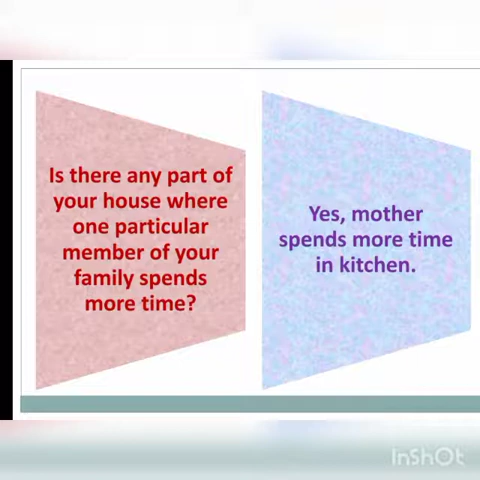 Is there any part of
your house where
one particular
member of your
family spends
more time?
Yes, mother
spends more time
in kitchen.
InShOt